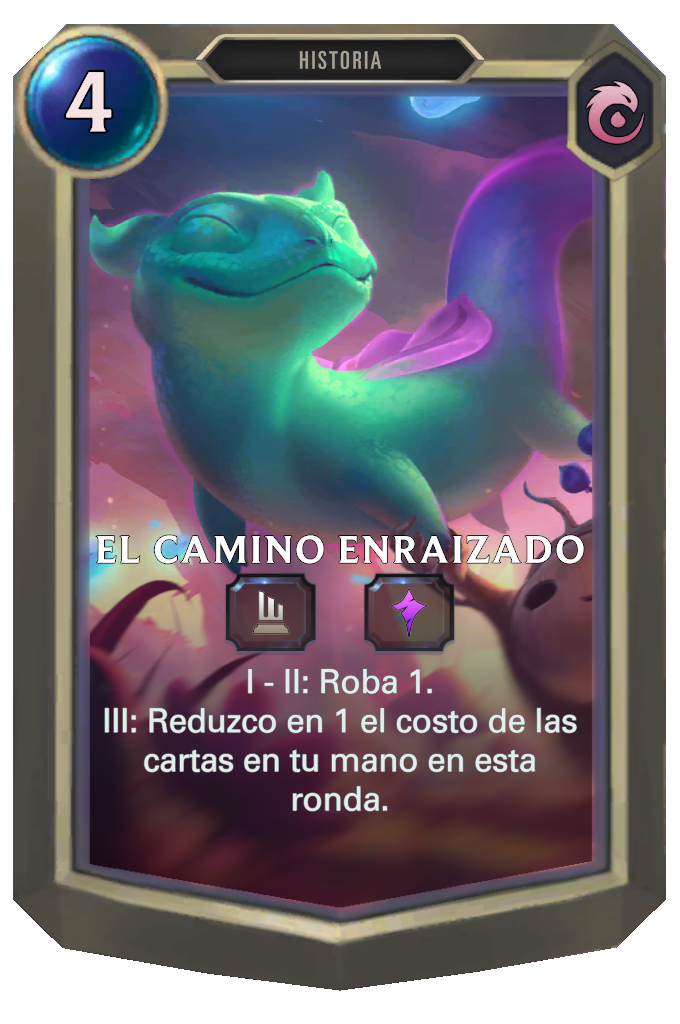 HISTORIA
4
EL CAMINO ENRAIZADO
I - II: Roba 1.
III: Reduzco en 1 el costo de las
cartas en tu mano en esta
ronda.